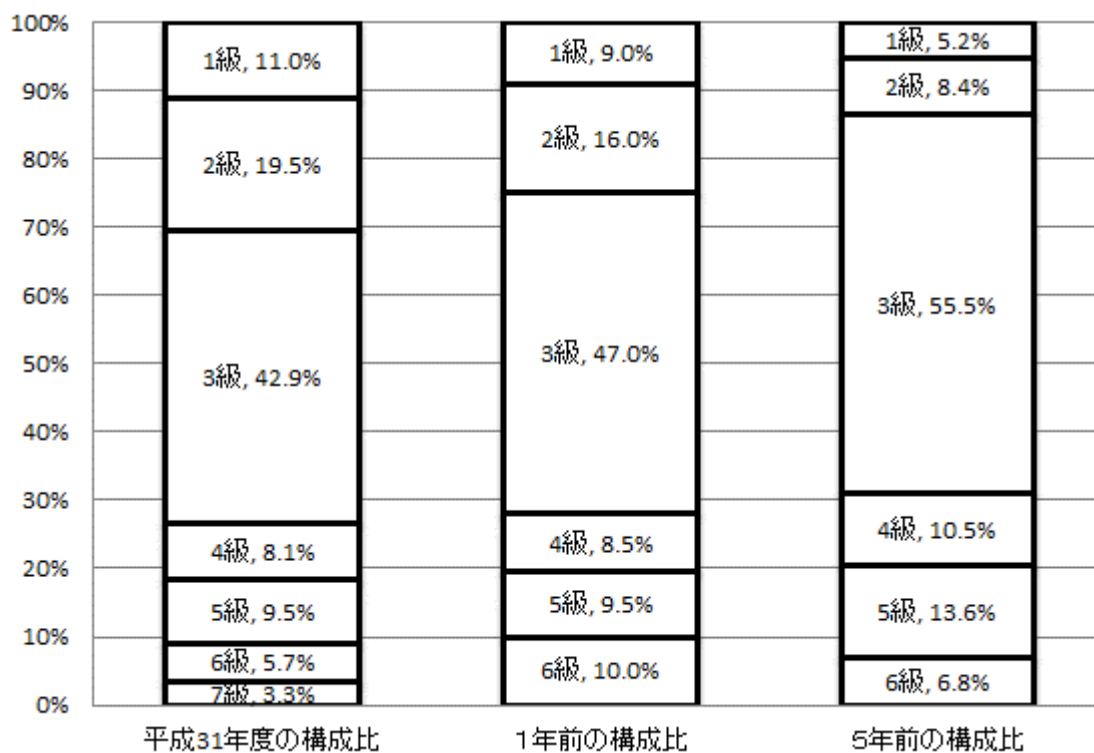 100%
90%
80%
70%
60%
50%
40%
30%
20%
10%
0%
1級, 11.0%
2級, 19.5%
3級, 42.9%
4級, 8.1%
5級, 9.5%
6級, 5.7%
7級, 3.3%
1級, 9.0%
2級, 16.0%
3級, 47.0%
4級, 8.5%
5級, 9.5%
6級, 10.0%
1級, 5.2%
2級, 8.4%
3級, 55.5%
4級, 10.5%
5級, 13.6%
6級, 6.8%
平成31年度の構成比
1年前の構成比
5年前の構成比